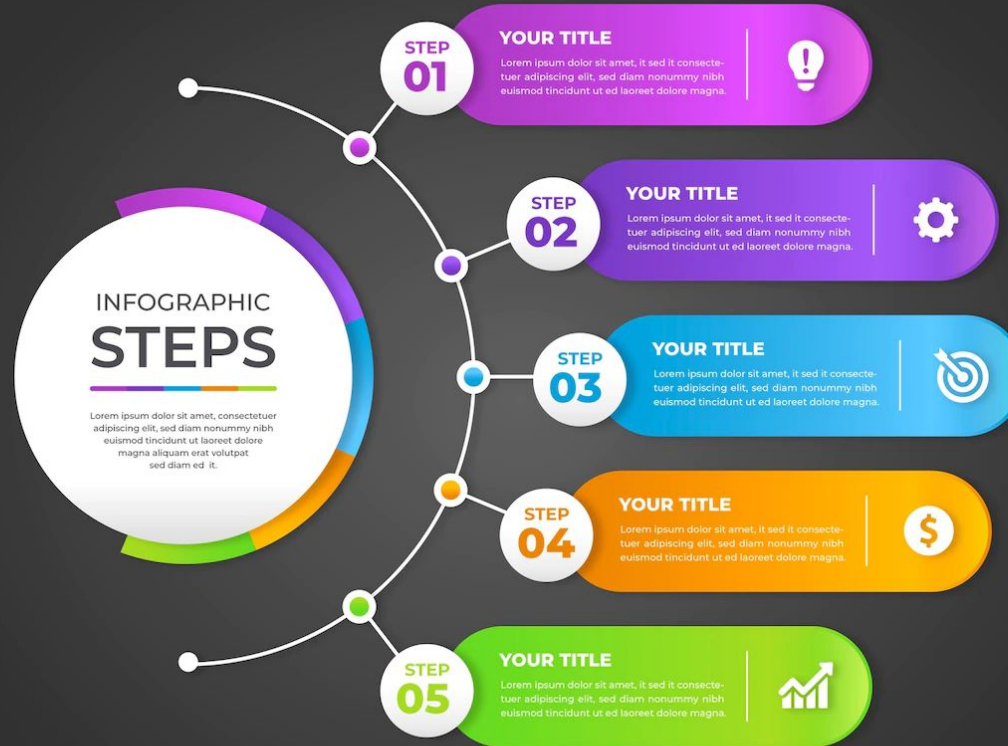 INFOGRAPHIC
STEPS
Lorem ipsum dolor sit amet, consectetuer
adipiscing elit, sed diam nonummy nibh
euismod tincidunt ut laoreet dolore
magna aliquam erat volutpat
sed diam ed it.
STEP
01
YOUR TITLE
Lorem ipsum dolor sit amet, it sed it consecte-
tuer adipiscing elit, sed diam nonummy nibh
euismod tincidunt ut ed laoreet dolore magna.
STEP
02
YOUR TITLE
Lorem ipsum dolor sit amet, it sed it consecte-
tuer adipiscing elit, sed diam nonummy nibh
euismod tincidunt ut ed laoreet dolore magna.
STEP
03
YOUR TITLE
Lorem ipsum dolor sit amet, it sed it consecte-
tuer adipiscing elit, sed diam nonummy nibh
euismod tincidunt ut ed laoreet dolore magna.
STEP
04
YOUR TITLE
Lorem ipsum dolor sit amet, it sed it consecte-
tuer adipiscing elit, sed diam nonummy nibh
euismod tincidunt ut ed laoreet dolore magna.
$
STEP
05
YOUR TITLE
Lorem ipsum dolor sit amet, it sed it consecte-
tuer adipiscing elit, sed diam nonummy nibh
euismod tincidunt ut ed laoreet dolore magna.